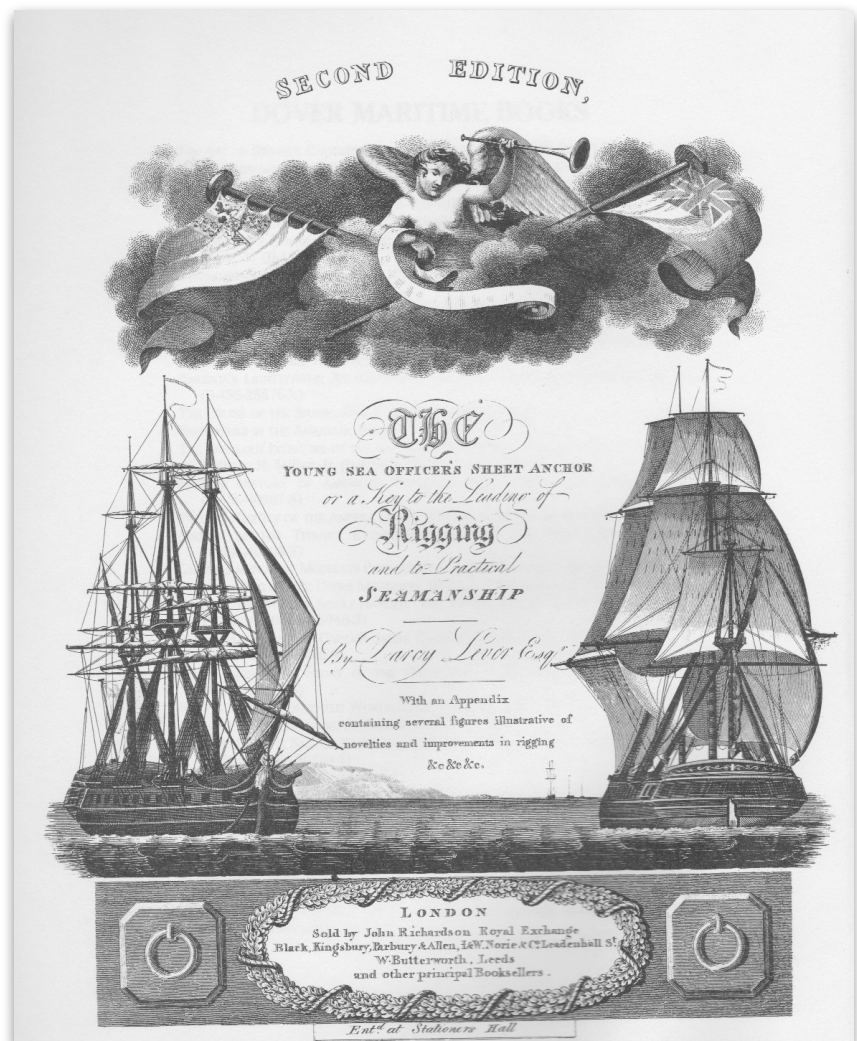 SECOND EDITION,
THE
YOUNG SEA OFFICER'S SHEET ANCHOR
or a Key to the Leading of
Rigging
and to Practical
SEAMANSHIP
By Darcy Lever Esqr.
With an Appendix
containing several figures illustrative of
novelties and improvements in rigging
&c &c &c.
LONDON
Sold by John Richardson Royal Exchange
Black, Kingsbury, Parbury & Allen, I & W. Norie & Co. Leadenhall St.
W. Butterworth, Leeds
and other principal Booksellers.
Entd. at Stationers Hall